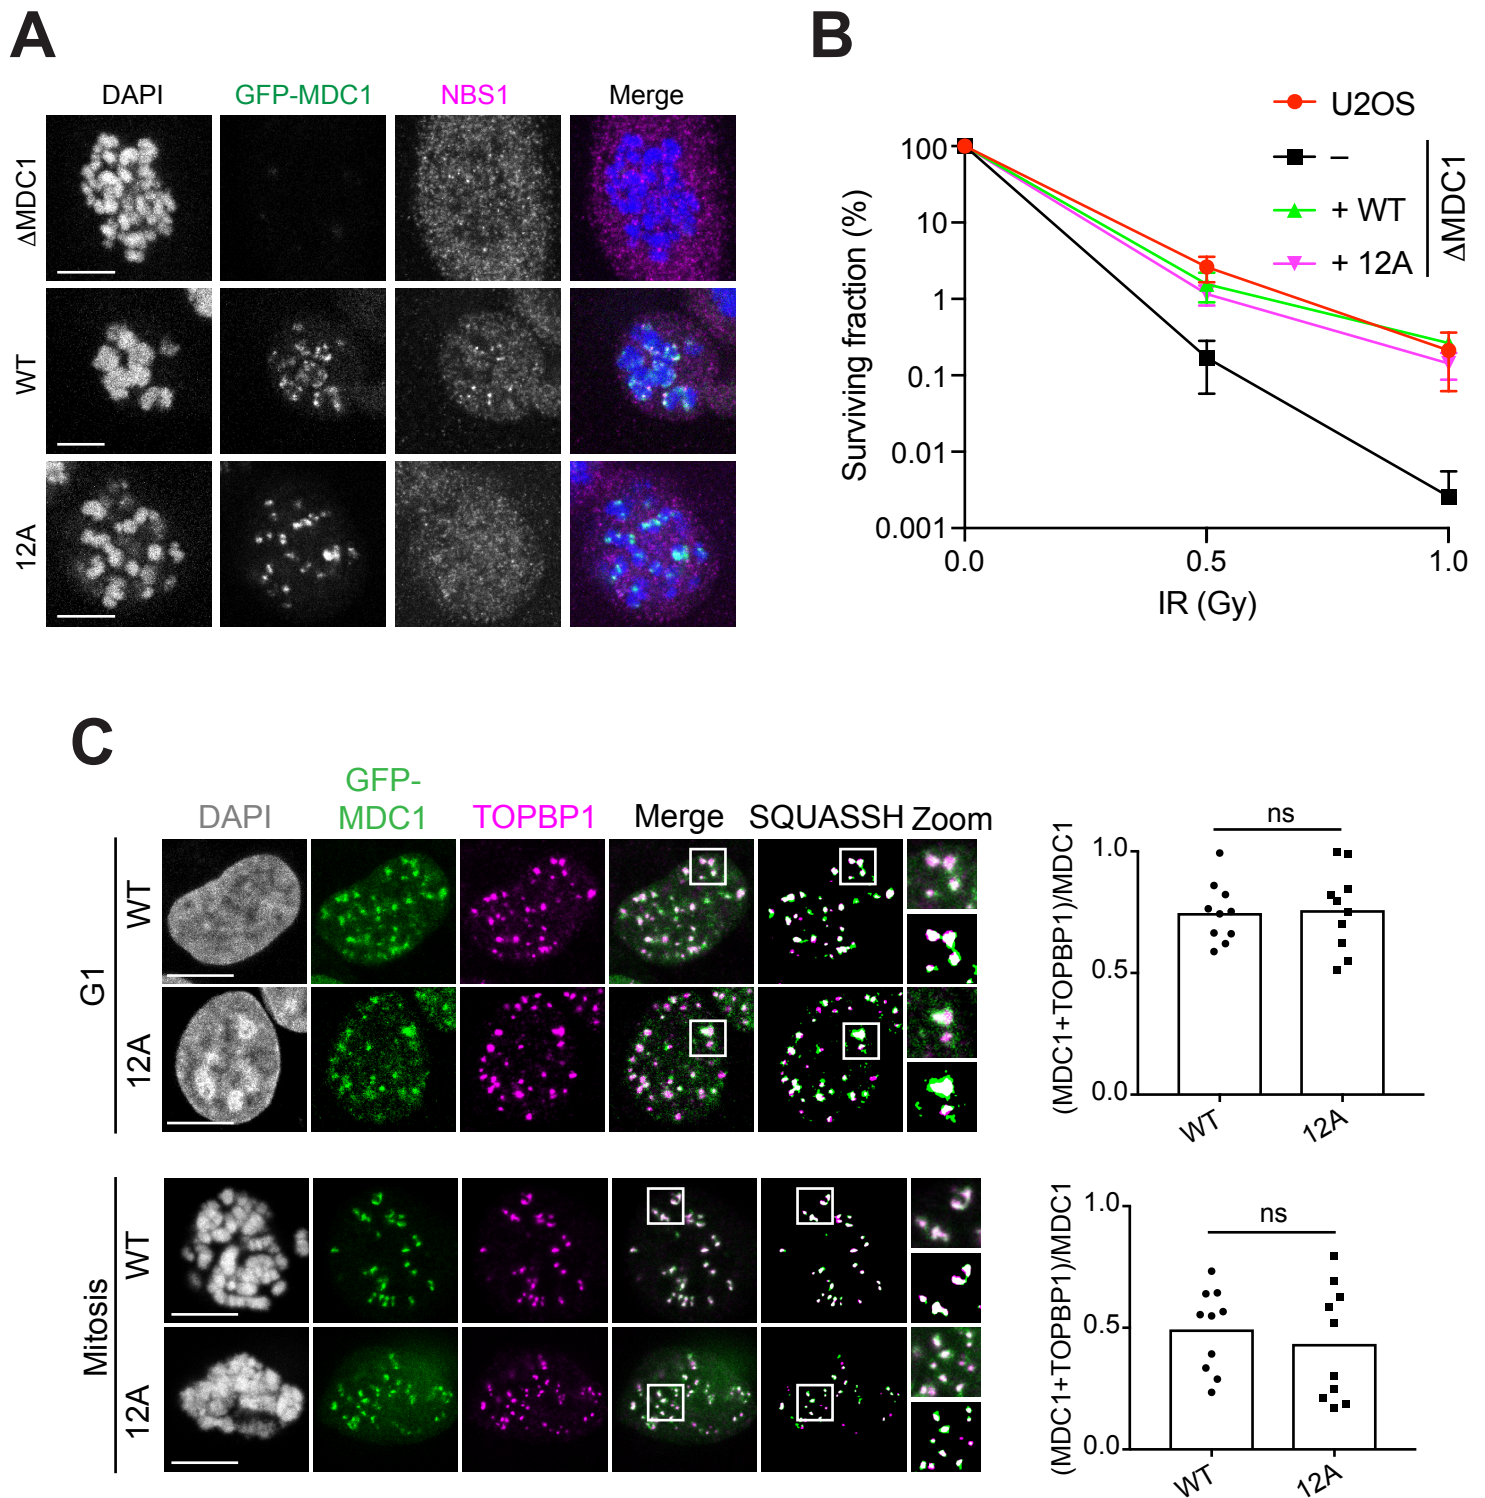 A
DAPI GFP-MDC1 NBS1 Merge
ΔMDC1
WT
12A
B
U2OS
–
+ WT
+ 12A
ΔMDC1
Surviving fraction (%)
100
10
1
0.1
0.01
0.001
0.0 0.5 1.0
IR (Gy)
C
DAPI GFP-MDC1 TOPBP1 Merge SQUASSH Zoom
G1
WT
12A
Mitosis
WT
12A
ns
(MDC1+TOPBP1)/MDC1
1.0
0.5
0.0
WT 12A
ns
(MDC1+TOPBP1)/MDC1
1.0
0.5
0.0
WT 12A